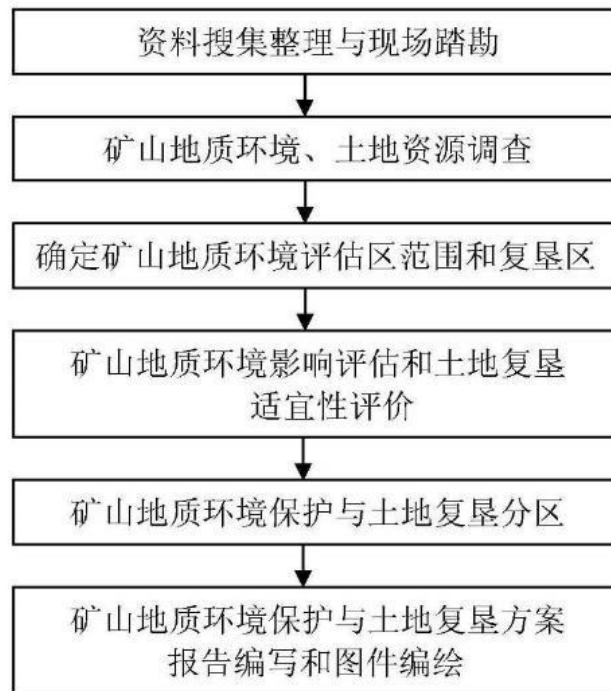 资料搜集整理与现场踏勘
矿山地质环境、土地资源调查
确定矿山地质环境评估区范围和复垦区
矿山地质环境影响评估和土地复垦
适宜性评价
矿山地质环境保护与土地复垦分区
矿山地质环境保护与土地复垦方案
报告编写和图件编绘